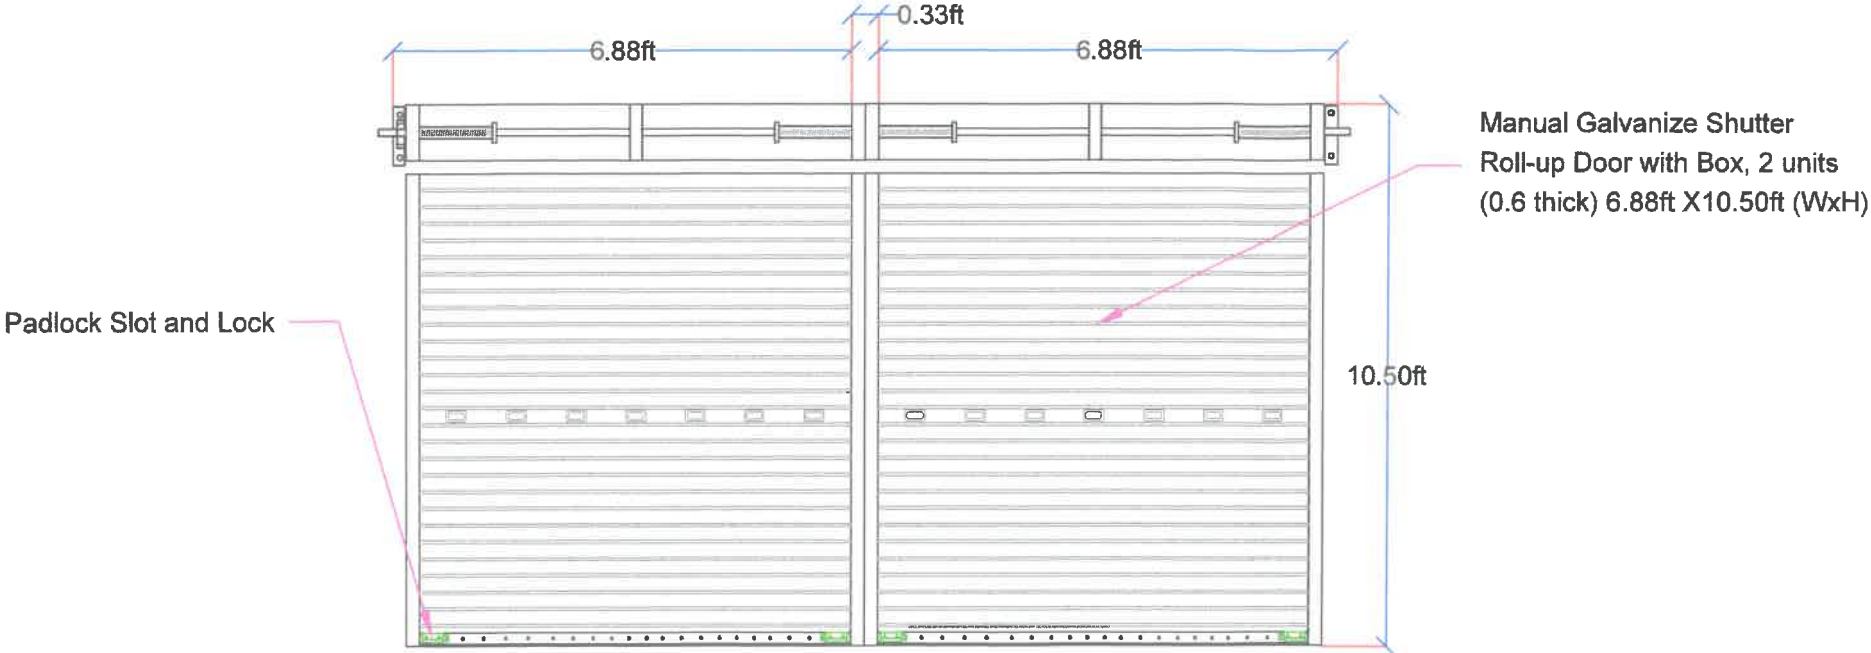 0.33ft
6.88ft
6.88ft
Manual Galvanize Shutter
Roll-up Door with Box, 2 units
(0.6 thick) 6.88ft X10.50ft (WxH)
Padlock Slot and Lock
10.50ft